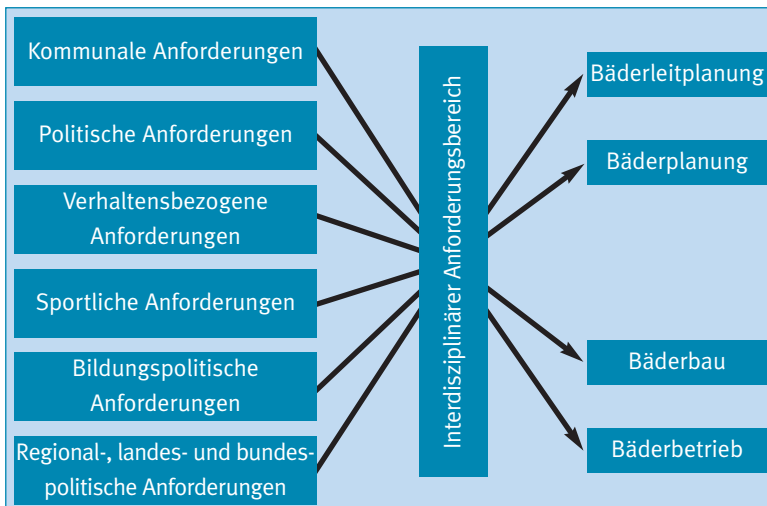 Kommunale Anforderungen
Politische Anforderungen
Verhaltensbezogene
Anforderungen
Sportliche Anforderungen
Bildungspolitische
Anforderungen
Regional-, landes- und bundes-
politische Anforderungen
Interdisziplinärer Anforderungsbereich
Bäderleitplanung
Bäderplanung
Bäderbau
Bäderbetrieb